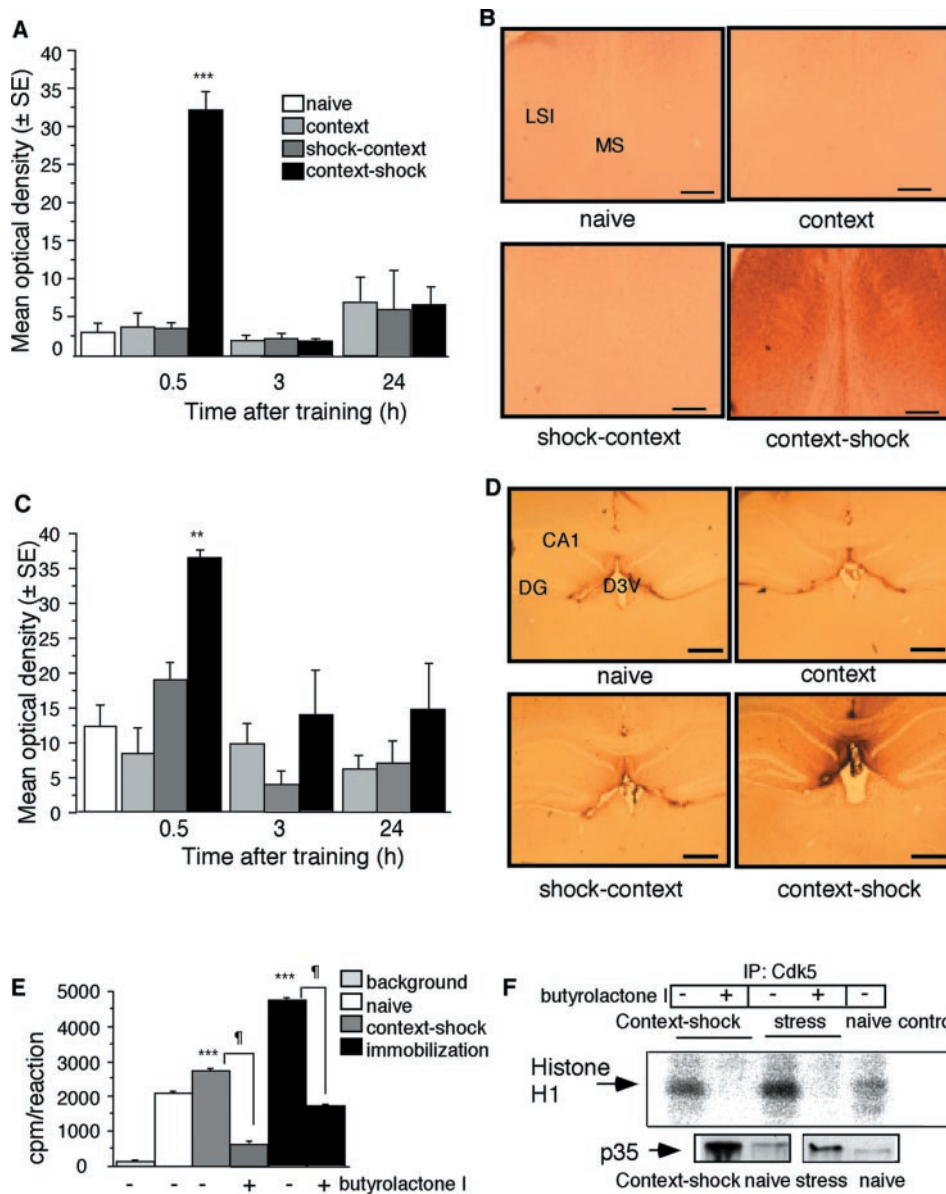 A
Mean optical density (± SE)
40
35
30
25
20
15
10
5
0
***
naive
context
shock-context
context-shock
0.5 3 24
Time after training (h)
B
LSI
MS
naive
context
shock-context
context-shock
C
Mean optical density (± SE)
40
35
30
25
20
15
10
5
0
**
0.5 3 24
Time after training (h)
D
CA1
DG
D3V
naive
context
shock-context
context-shock
E
cpm/reaction
5000
4000
3000
2000
1000
0
*** ¶ *** ¶
background
naive
context-shock
immobilization
- - - + - + butyrolactone I
F
IP: Cdk5
butyrolactone I - + - + -
Context-shock stress naive contro
Histone
H1
p35
Context-shock naive stress naive